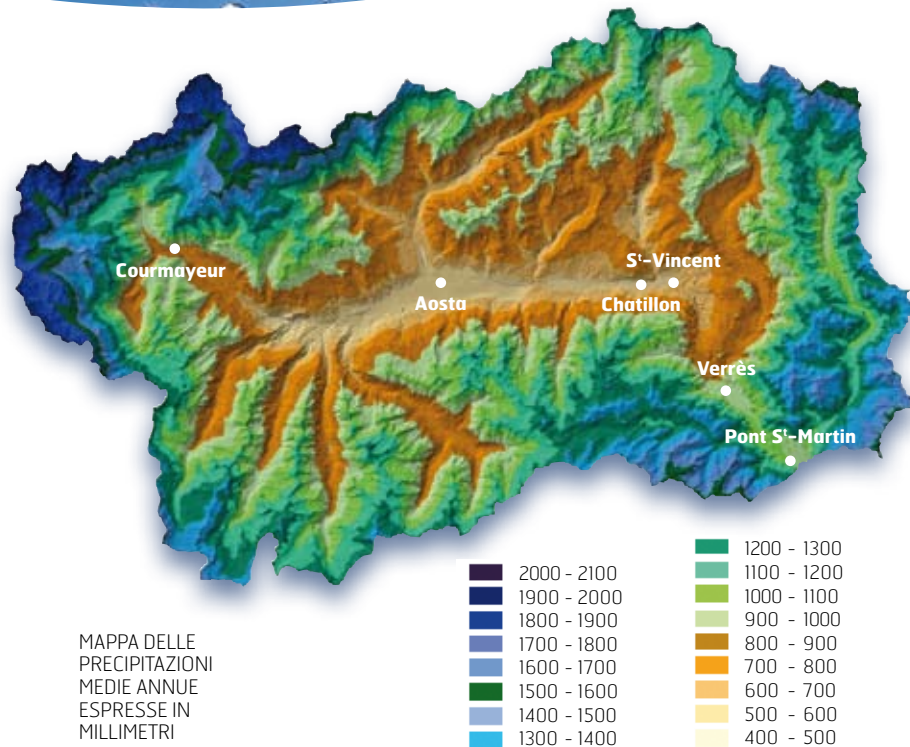 Courmayeur
Aosta
Sᵗ-Vincent
Chatillon
Verrès
Pont Sᵗ-Martin
MAPPA DELLE
PRECIPITAZIONI
MEDIE ANNUE
ESPRESSE IN
MILLIMETRI
2000 - 2100
1900 - 2000
1800 - 1900
1700 - 1800
1600 - 1700
1500 - 1600
1400 - 1500
1300 - 1400
1200 - 1300
1100 - 1200
1000 - 1100
900 - 1000
800 - 900
700 - 800
600 - 700
500 - 600
400 - 500